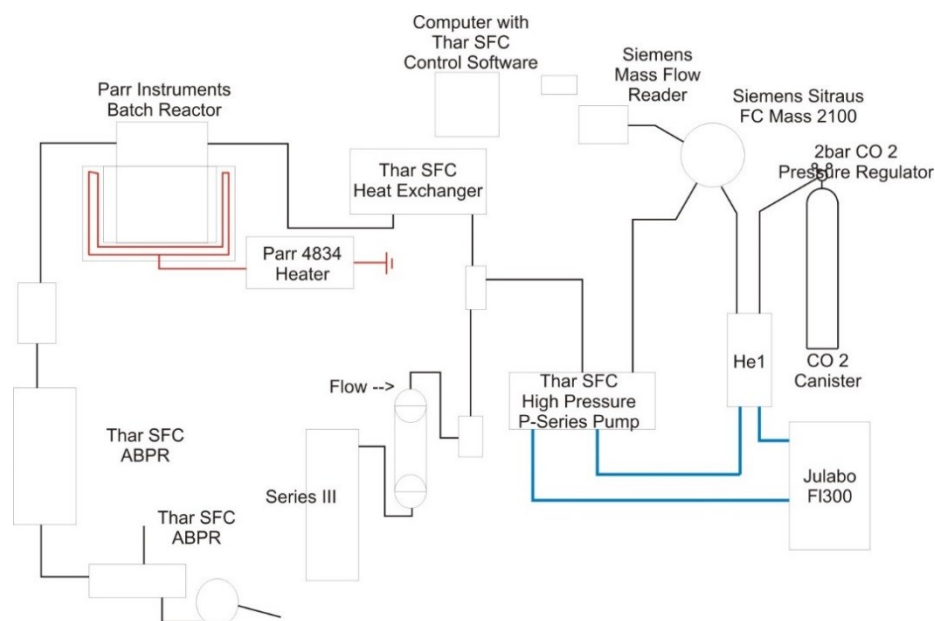 Computer with
Thar SFC
Control Software
Siemens
Mass Flow
Reader
Parr Instruments
Batch Reactor
Siemens Sitraus
FC Mass 2100
2bar CO 2
Pressure Regulator
Thar SFC
Heat Exchanger
Parr 4834
Heater
He1
CO 2
Canister
Flow -->
Thar SFC
High Pressure
P-Series Pump
Thar SFC
ABPR
Series III
Julabo
FI300
Thar SFC
ABPR